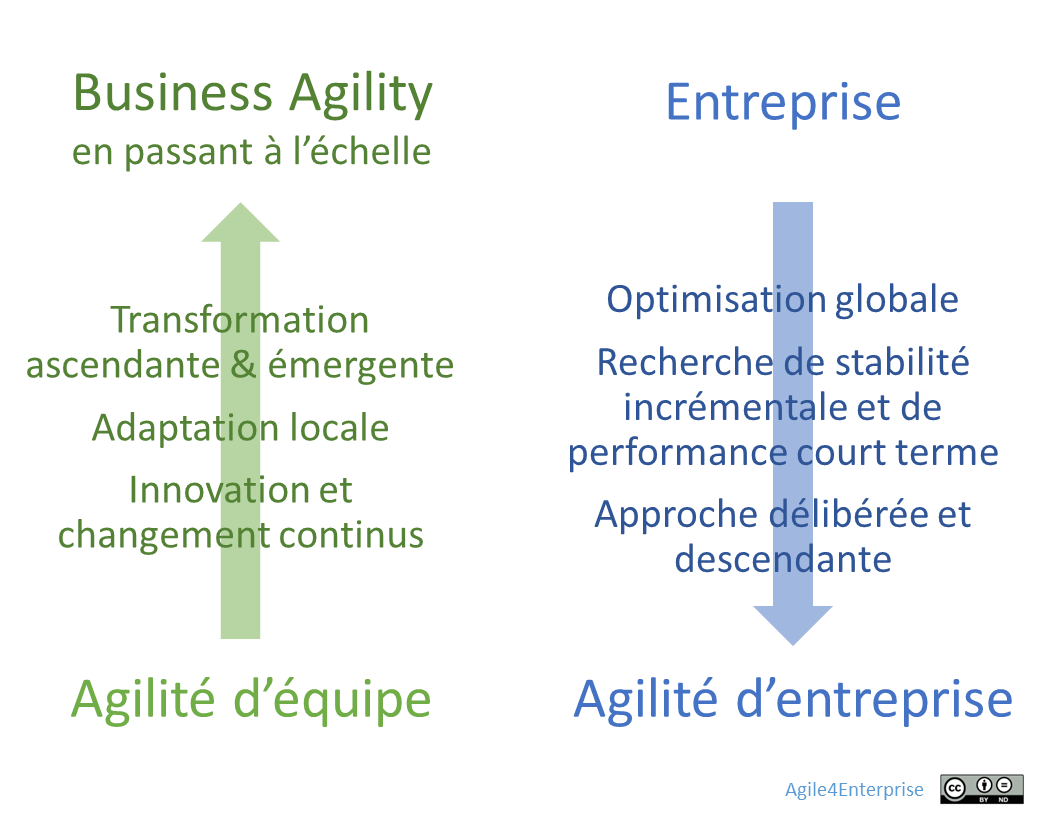 Business Agility
en passant à l’échelle
Transformation
ascendante & émergente
Adaptation locale
Innovation et
changement continus
Agilité d’équipe
Entreprise
Optimisation globale
Recherche de stabilité
incrémentale et de
performance court terme
Approche délibérée et
descendante
Agilité d’entreprise
Agile4Enterprise
cc
BY ND